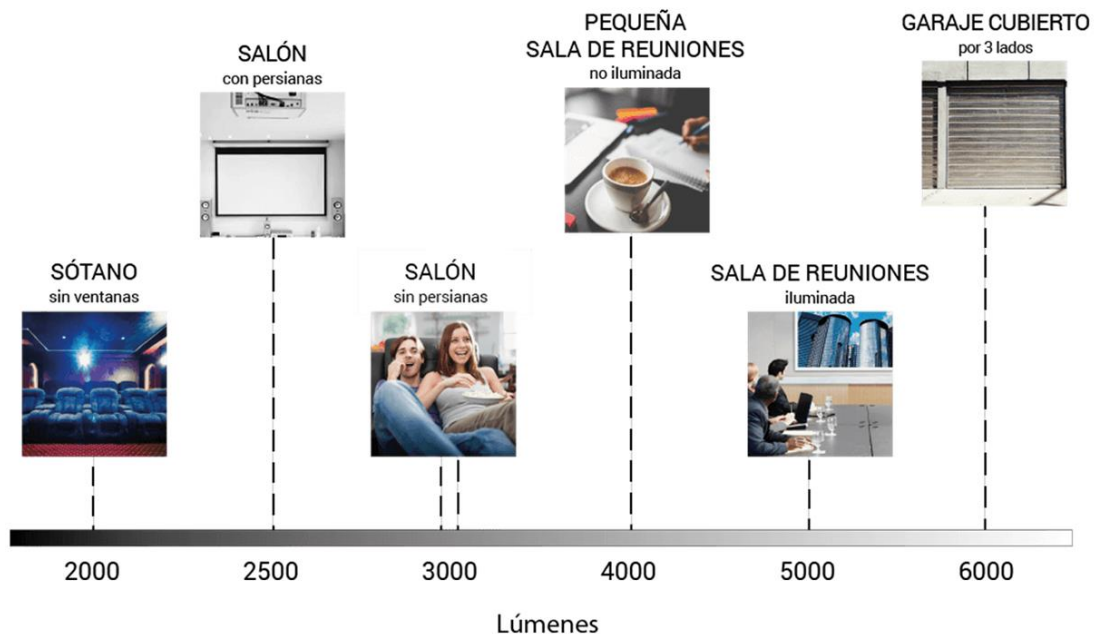 PEQUEÑA
SALA DE REUNIONES
no iluminada
GARAJE CUBIERTO
por 3 lados
SALÓN
con persianas
SÓTANO
sin ventanas
SALÓN
sin persianas
SALA DE REUNIONES
iluminada
2000
2500
3000
4000
5000
6000
Lúmenes